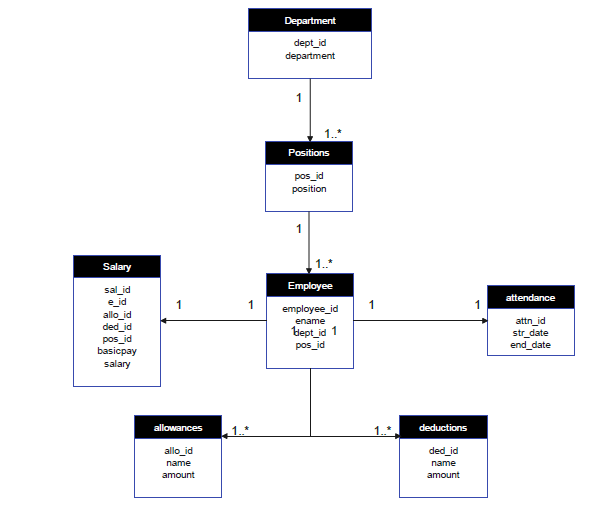 Department
dept_id
department
1
1..*
Positions
pos_id
position
1
1..*
Salary
sal_id
e_id
allo_id
ded_id
pos_id
basicpay
salary
1
1
Employee
employee_id
ename
dept_id
pos_id
1
1
1
1
attendance
attn_id
str_date
end_date
allowances
allo_id
name
amount
1..*
1..*
deductions
ded_id
name
amount